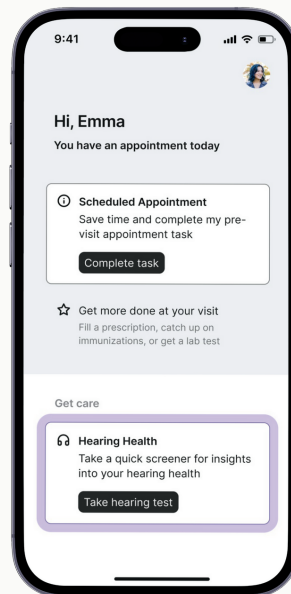 9:41
Hi, Emma
You have an appointment today
Scheduled Appointment
Save time and complete my pre-
visit appointment task
Complete task
Get more done at your visit
Fill a prescription, catch up on
immunizations, or get a lab test
Get care
Hearing Health
Take a quick screener for insights
into your hearing health
Take hearing test